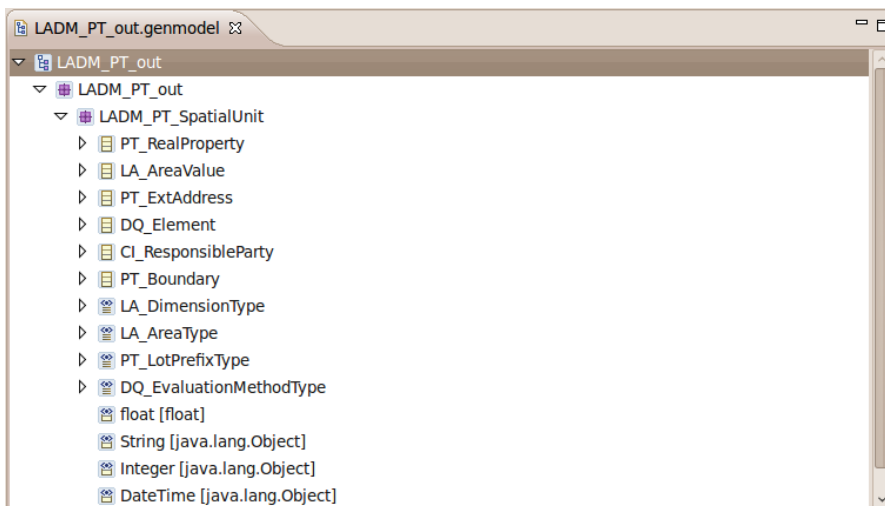 LADM_PT_out.genmodel
LADM_PT_out
LADM_PT_out
LADM_PT_SpatialUnit
PT_RealProperty
LA_AreaValue
PT_ExtAddress
DQ_Element
CI_ResponsibleParty
PT_Boundary
LA_DimensionType
LA_AreaType
PT_LotPrefixType
DQ_EvaluationMethodType
float [float]
String [java.lang.Object]
Integer [java.lang.Object]
DateTime [java.lang.Object]